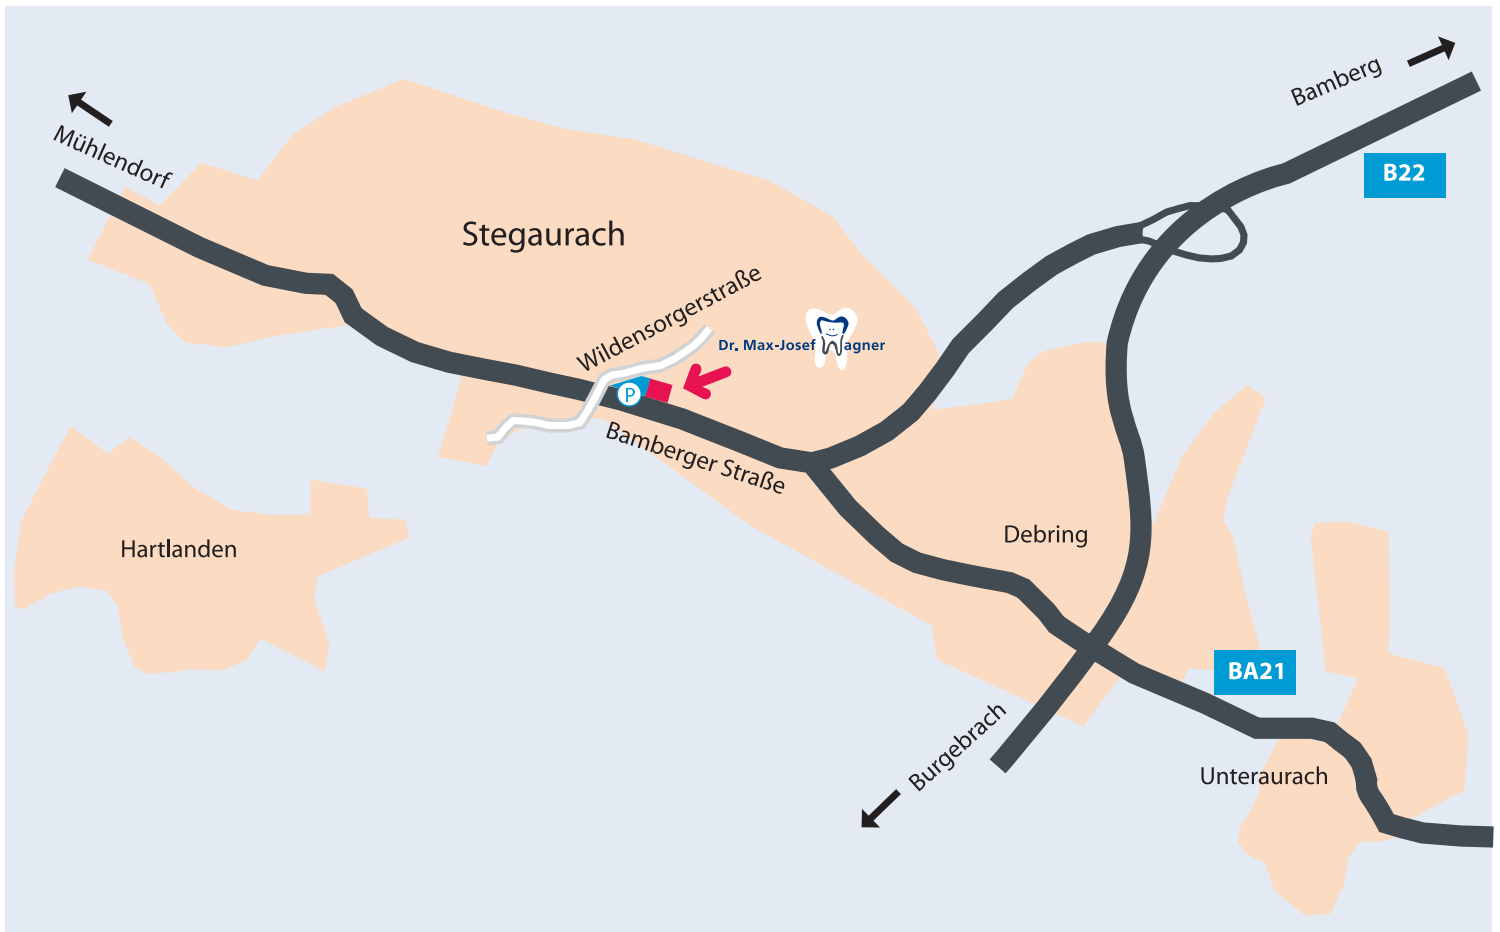 Bamberg
Mühlendorf
B22
Stegaurach
Wildensorgerstraße
Dr. Max-Josef Wagner
P
Bamberger Straße
Debring
Hartlanden
BA21
Burgebrach
Unteraurach